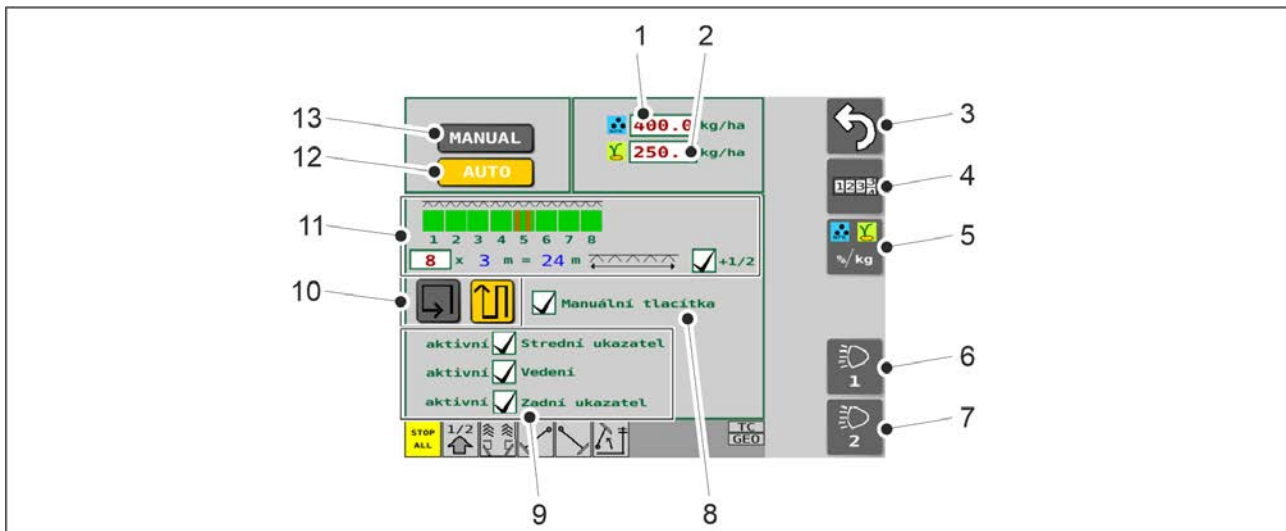 1 2
13 MANUAL 400.0 kg/ha 3
12 AUTO 250. kg/ha
1233 4
11 1 2 3 4 5 6 7 8 %/kg 5
8 x 3 m = 24 m +1/2
10 Manuální tlacítka
aktivní Strední ukazatel 1 6
aktivní Vedení
aktivní Zadní ukazatel 2 7
STOP ALL 1/2 TC GEO
9 8